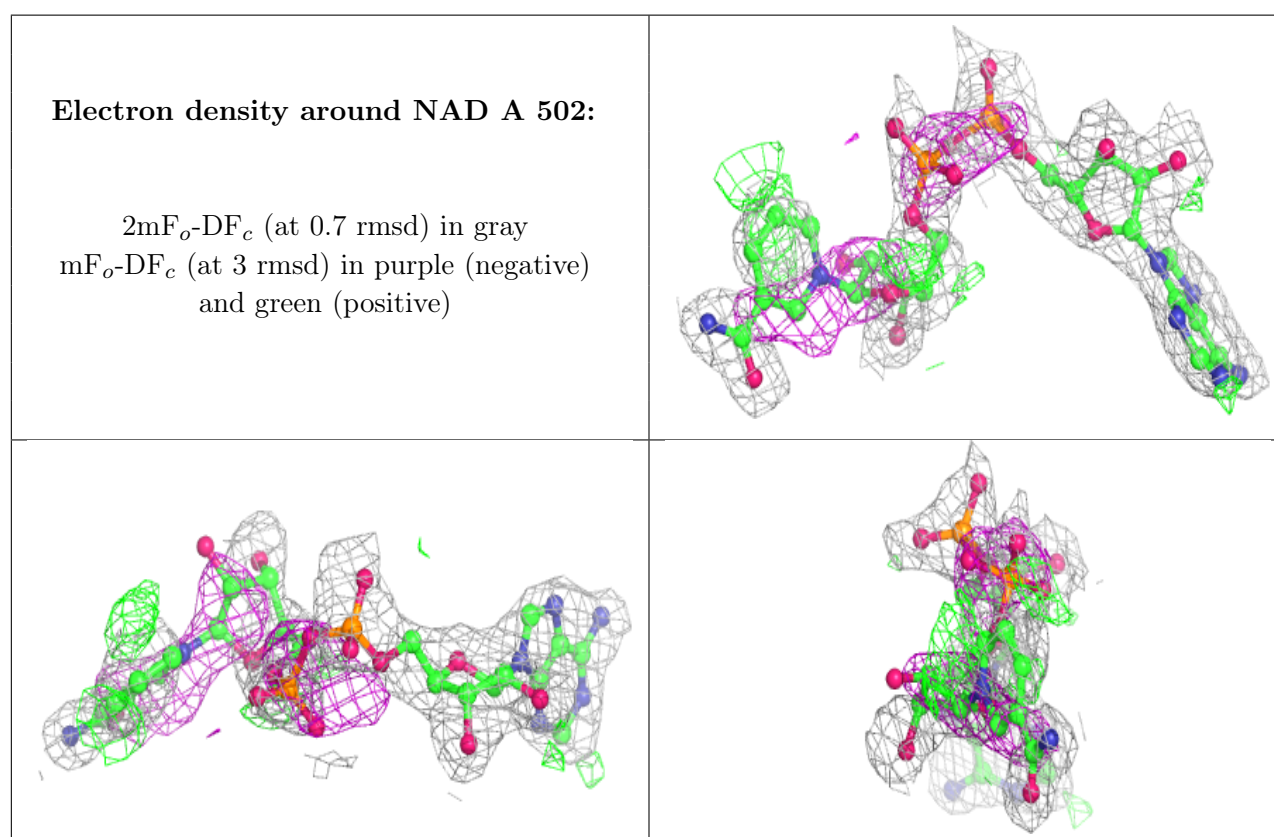 Electron density around NAD A 502:
2mFₒ-DF𝒸 (at 0.7 rmsd) in gray
mFₒ-DF𝒸 (at 3 rmsd) in purple (negative)
and green (positive)